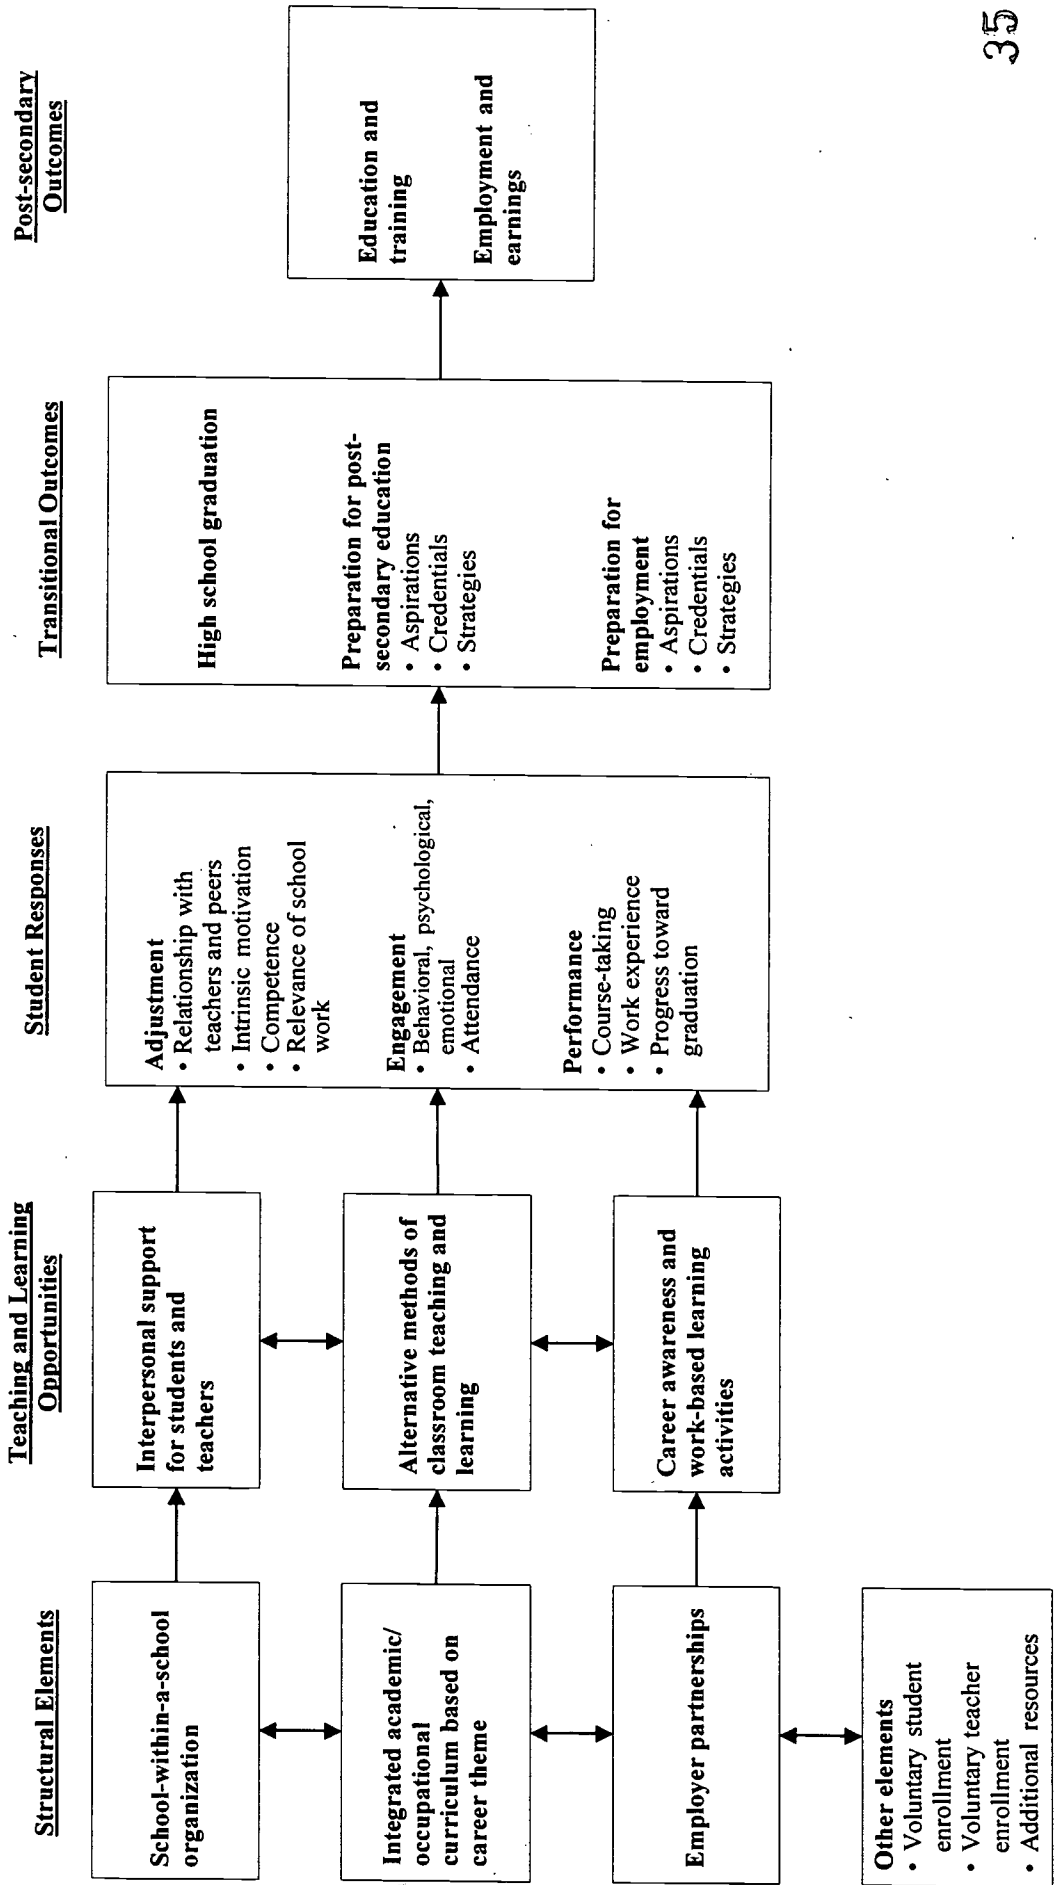 Structural Elements
School-within-a-school
organization
Integrated academic/
occupational
curriculum based on
career theme
Employer partnerships
Other elements
• Voluntary student
enrollment
• Voluntary teacher
enrollment
• Additional resources
Teaching and Learning
Opportunities
Interpersonal support
for students and
teachers
Alternative methods of
classroom teaching and
learning
Career awareness and
work-based learning
activities
Student Responses
Adjustment
• Relationship with
teachers and peers
• Intrinsic motivation
• Competence
• Relevance of school
work
Engagement
• Behavioral, psychological,
emotional
• Attendance
Performance
• Course-taking
• Work experience
• Progress toward
graduation
Transitional Outcomes
High school graduation
Preparation for post-
secondary education
• Aspirations
• Credentials
• Strategies
Preparation for
employment
• Aspirations
• Credentials
• Strategies
Post-secondary
Outcomes
Education and
training
Employment and
earnings
35